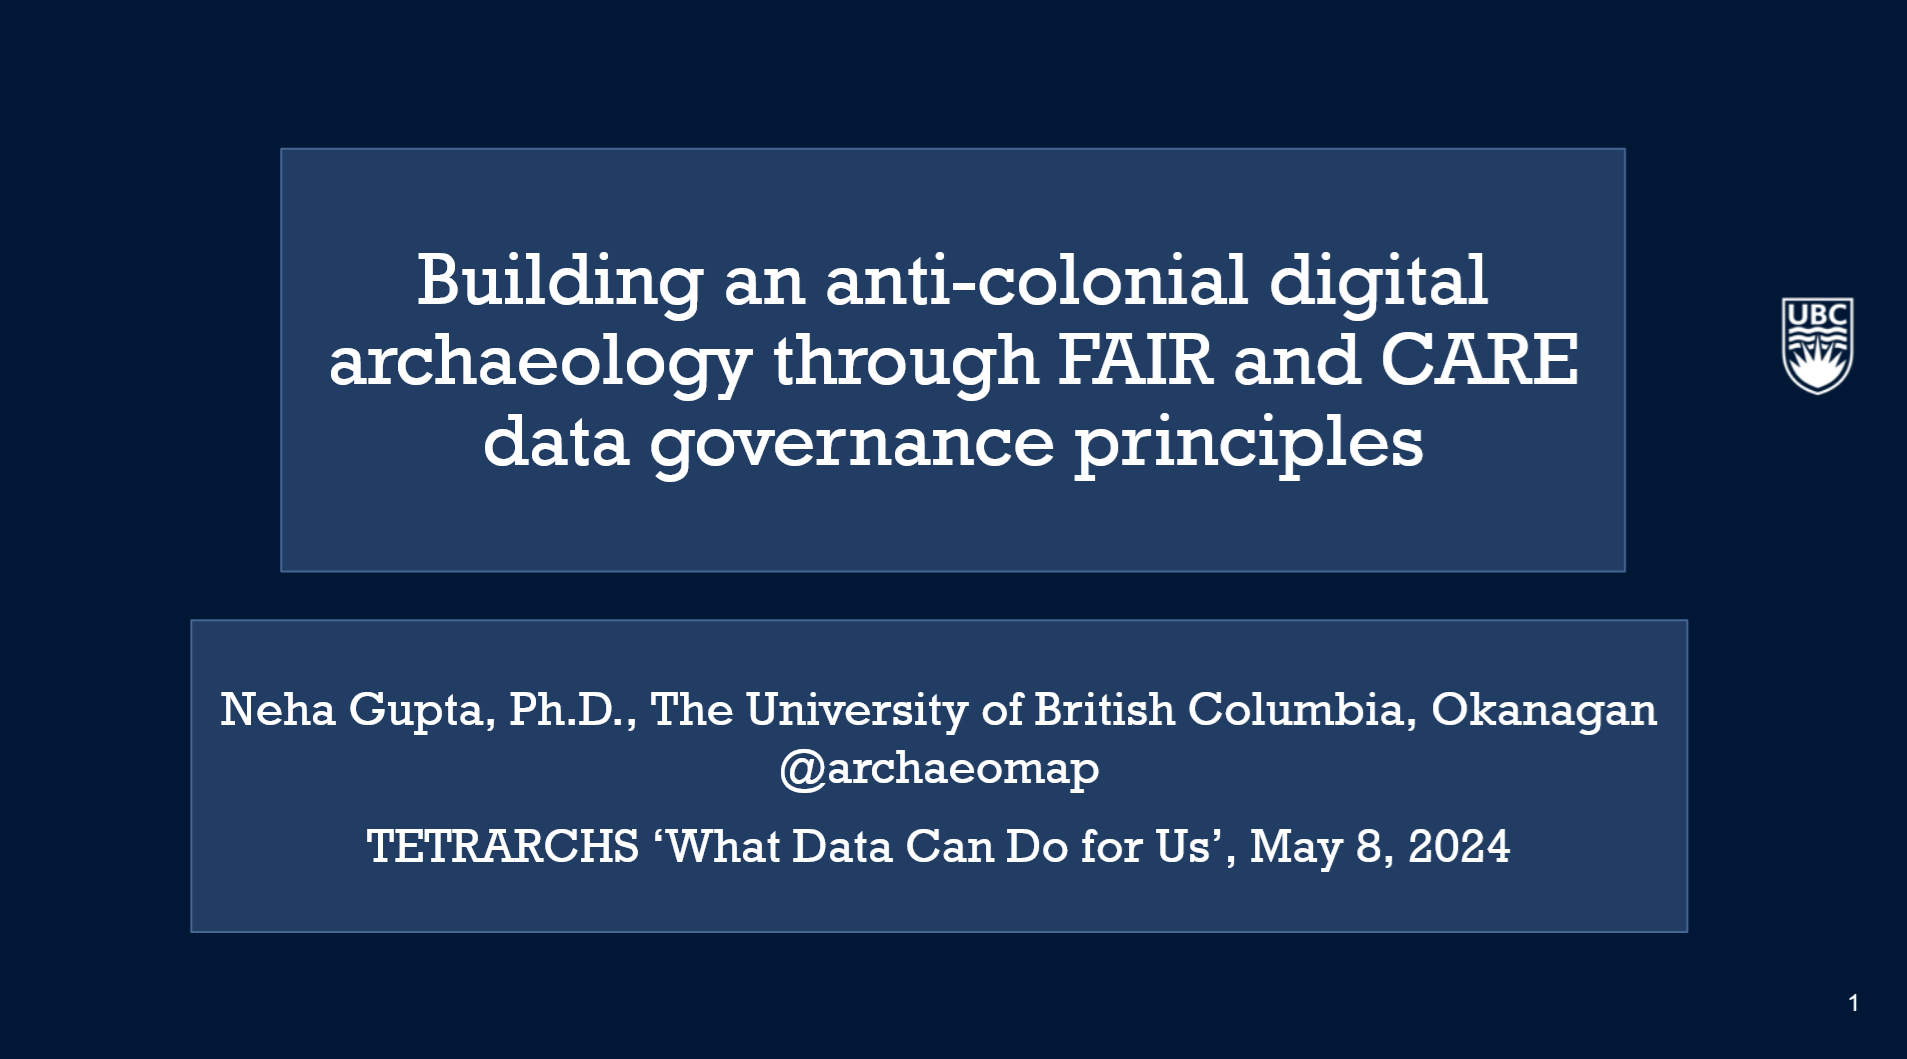 Building an anti-colonial digital
archaeology through FAIR and CARE
data governance principles
UBC
Neha Gupta, Ph.D., The University of British Columbia, Okanagan
@archaeomap
TETRARCHS ‘What Data Can Do for Us’, May 8, 2024
1